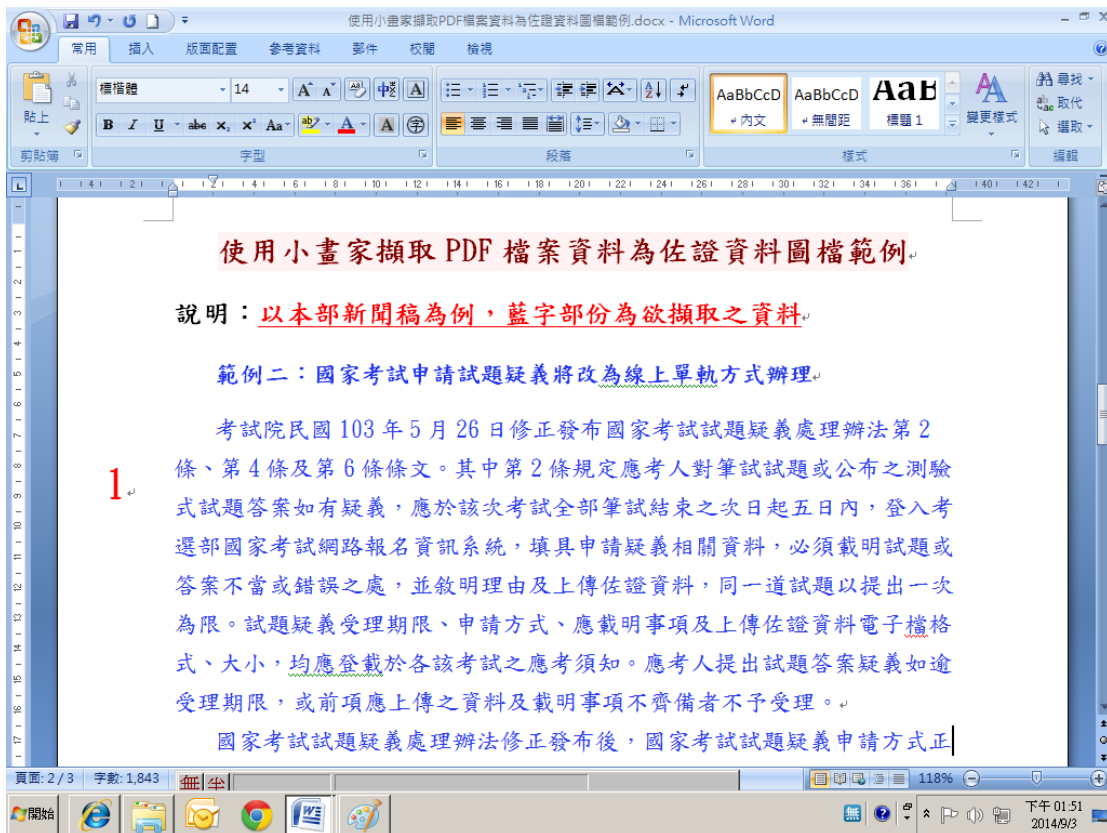 使用小畫家擷取PDF檔案資料為佐證資料圖檔範例.docx - Microsoft Word
常用 插入 版面配置 參考資料 郵件 校閱 檢視
標楷體 14
貼上
B I U abc X₂ X² Aa ab A A 字
AaBbCcD AaBbCcD AaB
內文 無間距 標題 1
變更樣式
尋找
取代
選取
剪貼簿 字型 段落 樣式 編輯
使用小畫家擷取 PDF 檔案資料為佐證資料圖檔範例
說明：以本部新聞稿為例，藍字部份為欲擷取之資料
範例二：國家考試申請試題疑義將改為線上單軌方式辦理
1
考試院民國 103 年 5 月 26 日修正發布國家考試試題疑義處理辦法第 2
條、第 4 條及第 6 條條文。其中第 2 條規定應考人對筆試試題或公布之測驗
式試題答案如有疑義，應於該次考試全部筆試結束之次日起五日內，登入考
選部國家考試網路報名資訊系統，填具申請疑義相關資料，必須載明試題或
答案不當或錯誤之處，並敘明理由及上傳佐證資料，同一道試題以提出一次
為限。試題疑義受理期限、申請方式、應載明事項及上傳佐證資料電子檔格
式、大小，均應登載於各該考試之應考須知。應考人提出試題答案疑義如逾
受理期限，或前項應上傳之資料及載明事項不齊備者不予受理。
國家考試試題疑義處理辦法修正發布後，國家考試試題疑義申請方式正
頁面: 2 / 3 字數: 1,843 無 半 118%
開始 無 下午 01:51
2014/9/3